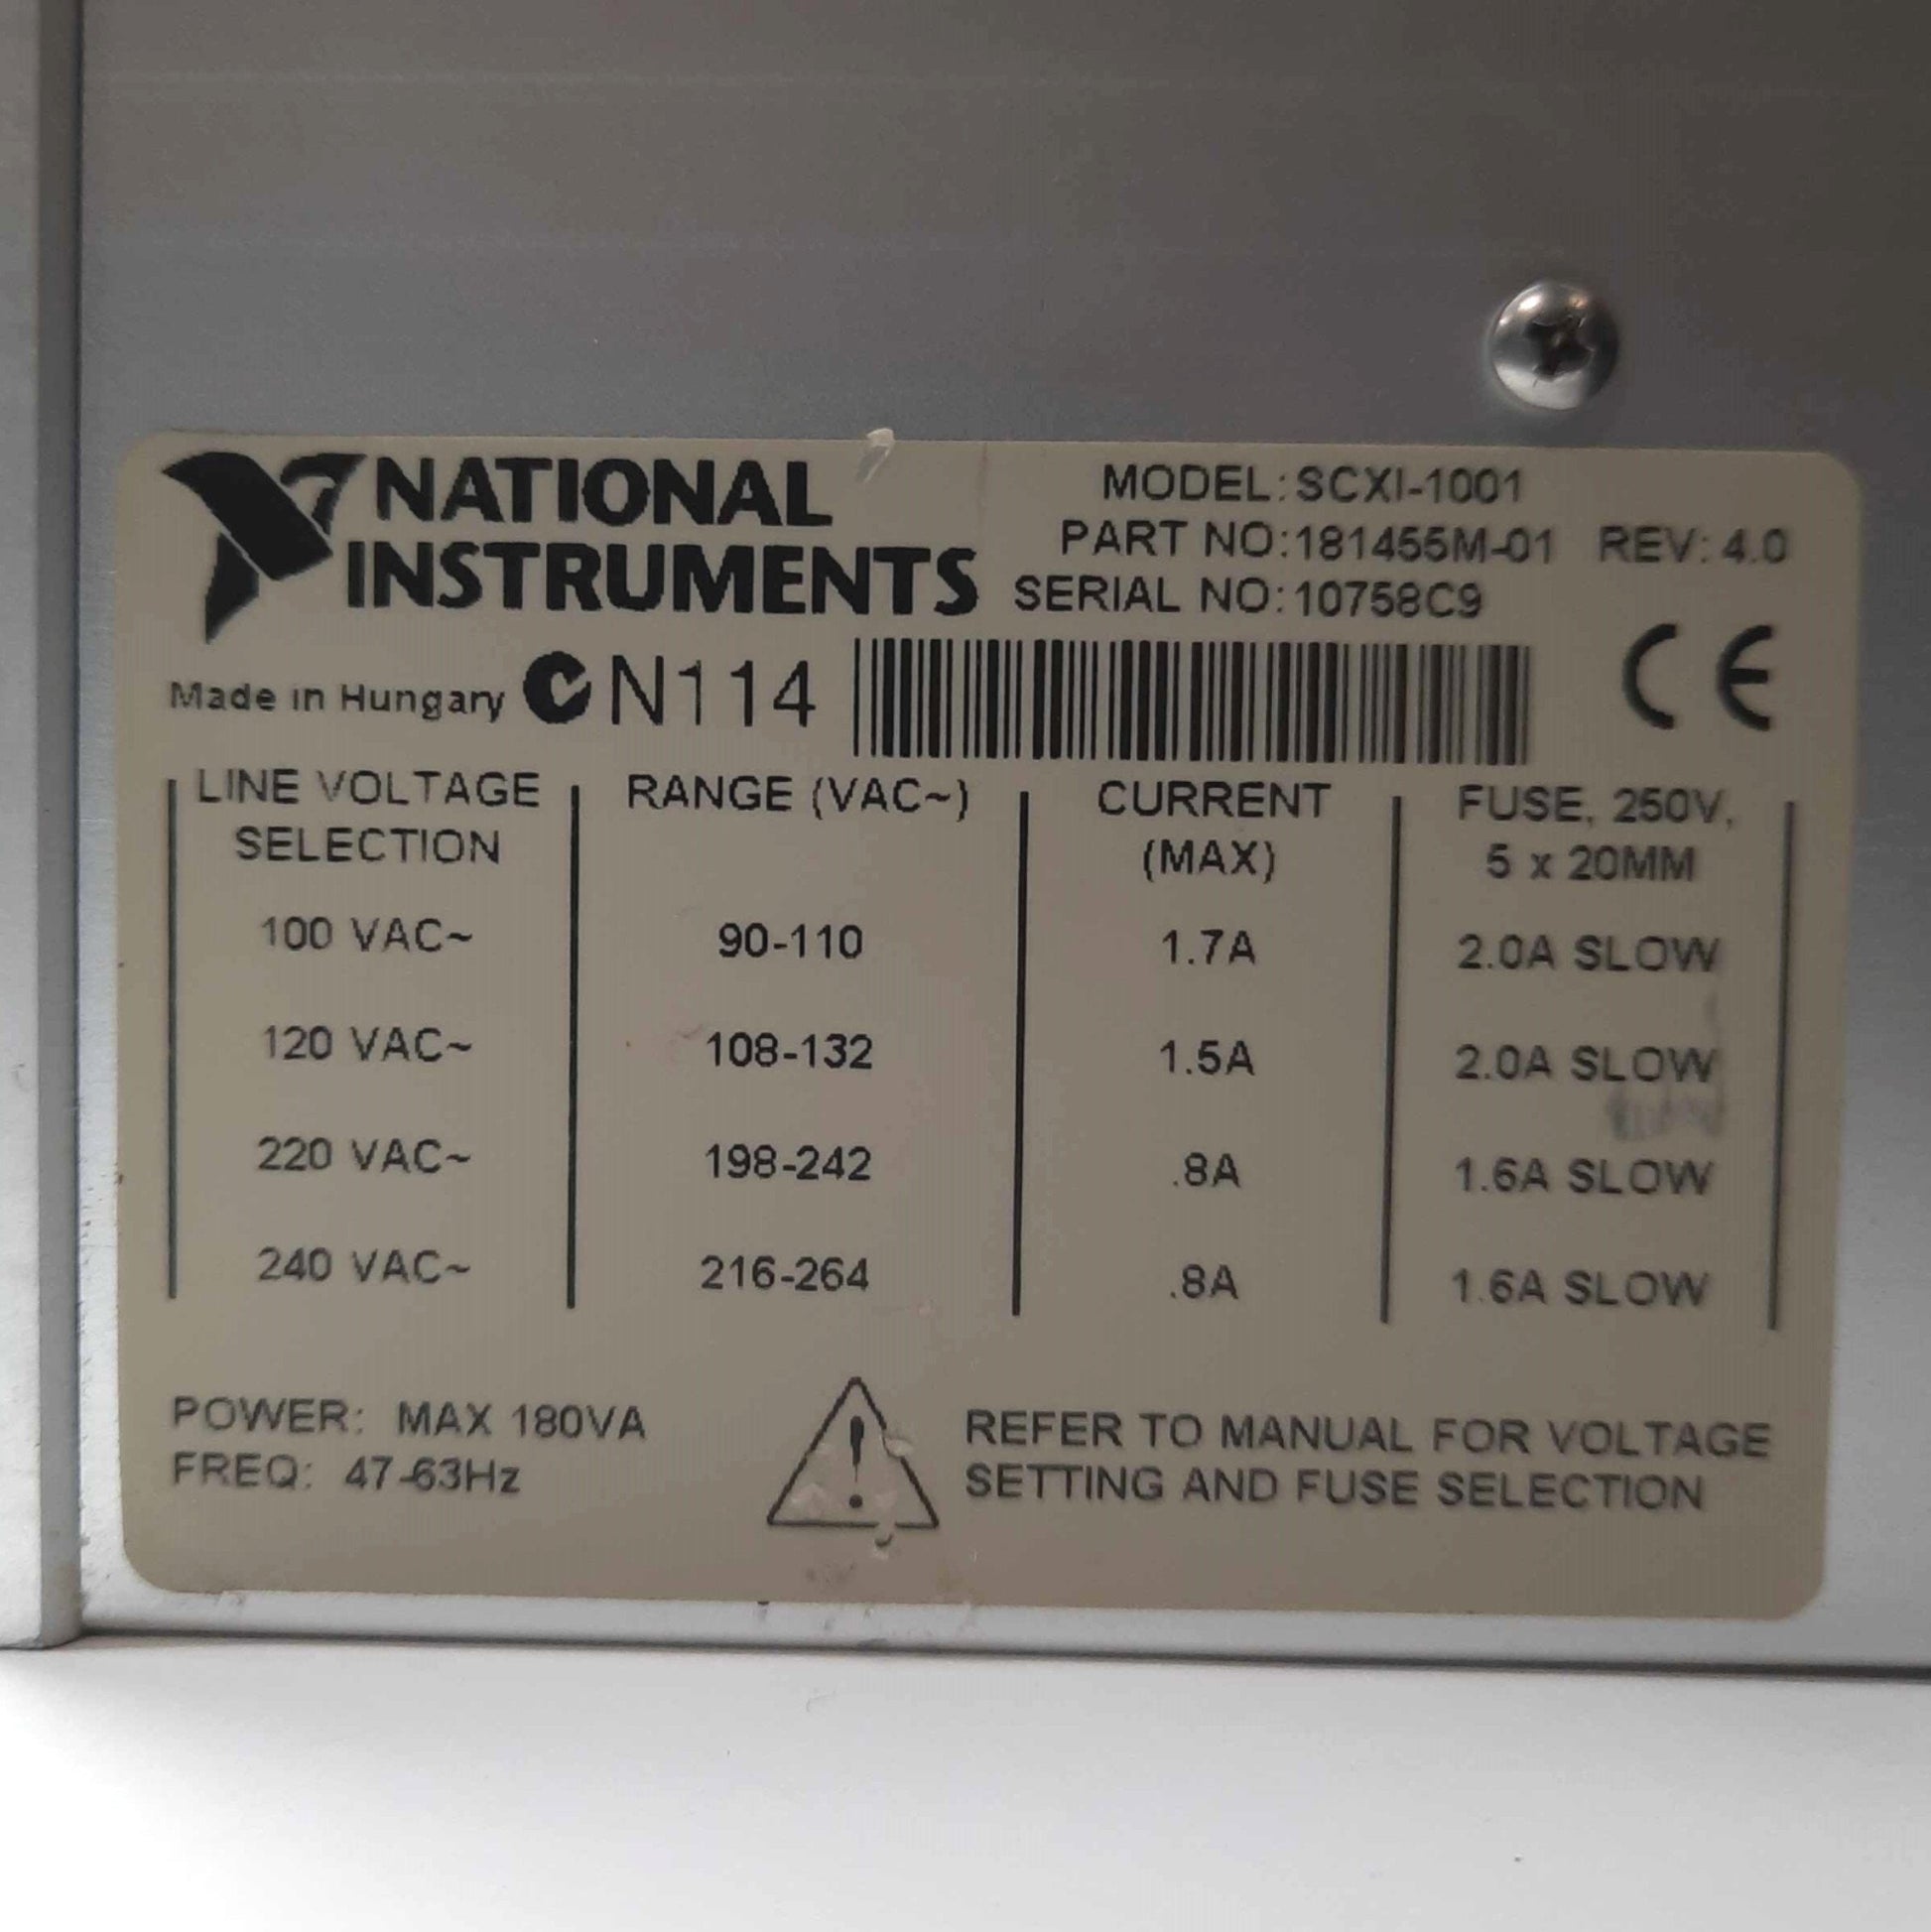 NATIONAL
INSTRUMENTS
MODEL:SCXI-1001
PART NO:181455M-01 REV: 4.0
SERIAL NO:10758C9
Made in Hungary N114 CE
LINE VOLTAGE SELECTION RANGE (VAC~) CURRENT (MAX) FUSE, 250V, 5 x 20MM
100 VAC~ 90-110 1.7A 2.0A SLOW
120 VAC~ 108-132 1.5A 2.0A SLOW
220 VAC~ 198-242 .8A 1.6A SLOW
240 VAC~ 216-264 .8A 1.6A SLOW
POWER: MAX 180VA
FREQ: 47-63Hz
REFER TO MANUAL FOR VOLTAGE
SETTING AND FUSE SELECTION